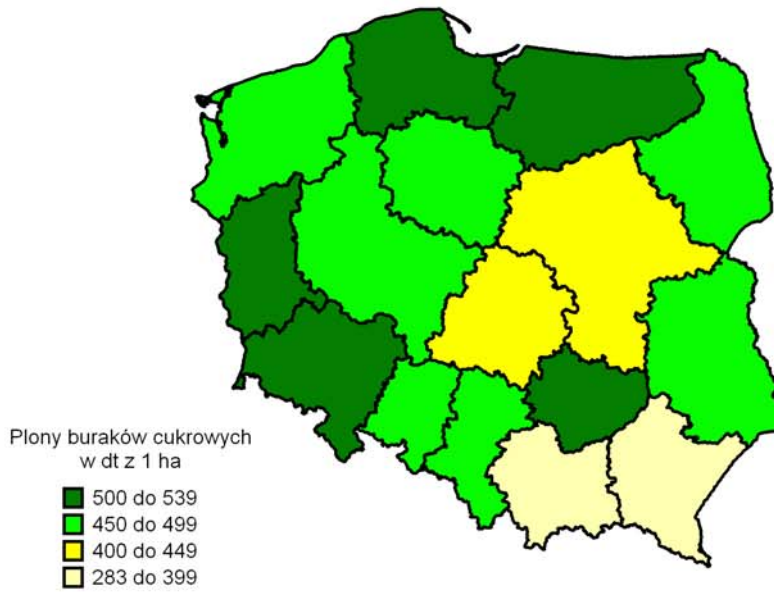 Plony buraków cukrowych
w dt z 1 ha
500 do 539
450 do 499
400 do 449
283 do 399